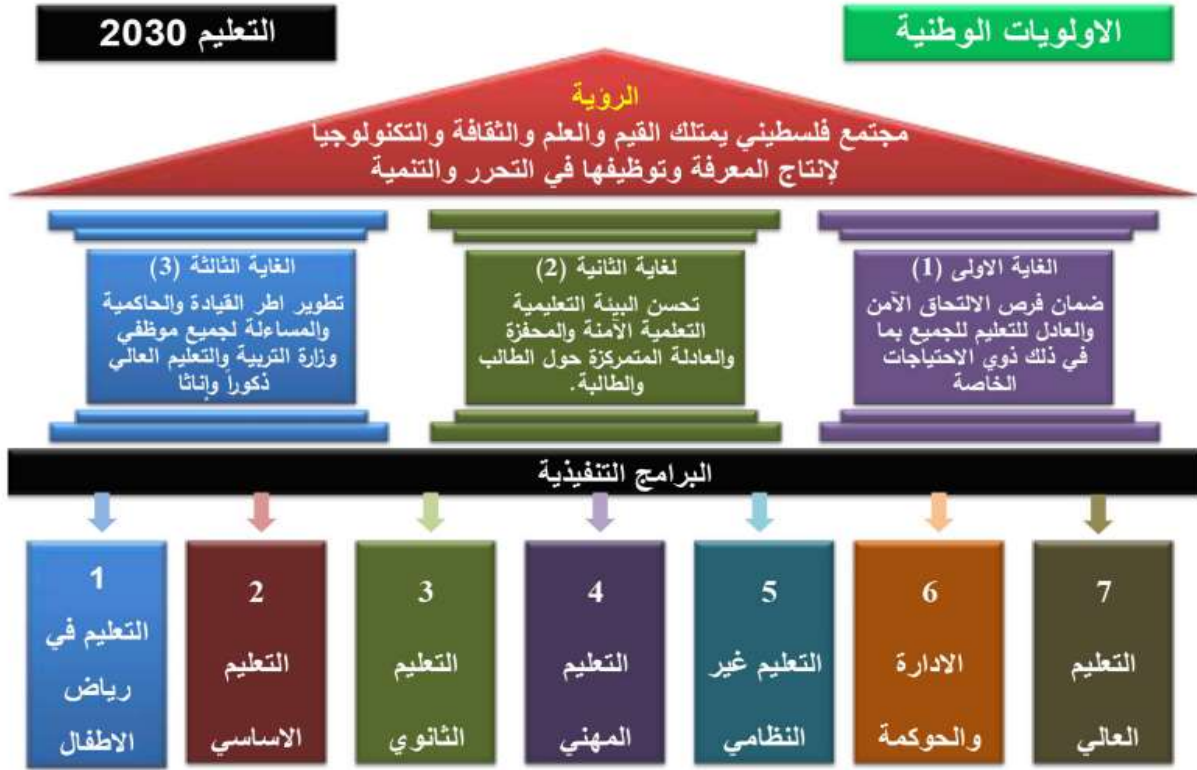 الاولويات الوطنية
التعليم 2030
الرؤية
مجتمع فلسطيني يمتلك القيم والعلم والثقافة والتكنولوجيا
لإنتاج المعرفة وتوظيفها في التحرر والتنمية
الغاية الاولى (1)
ضمان فرص الالتحاق الآمن
والعادل للتعليم للجميع بما
في ذلك ذوي الاحتياجات
الخاصة
لغاية الثانية (2)
تحسن البيئة التعليمية
التعلمية الآمنة والمحفزة
والعادلة المتمركزة حول الطالب
والطالبة.
الغاية الثالثة (3)
تطوير اطر القيادة والحاكمية
والمساءلة لجميع موظفي
وزارة التربية والتعليم العالي
ذكوراً وإناثا
البرامج التنفيذية
1
التعليم في
رياض
الاطفال
2
التعليم
الاساسي
3
التعليم
الثانوي
4
التعليم
المهني
5
التعليم غير
النظامي
6
الادارة
والحوكمة
7
التعليم
العالي